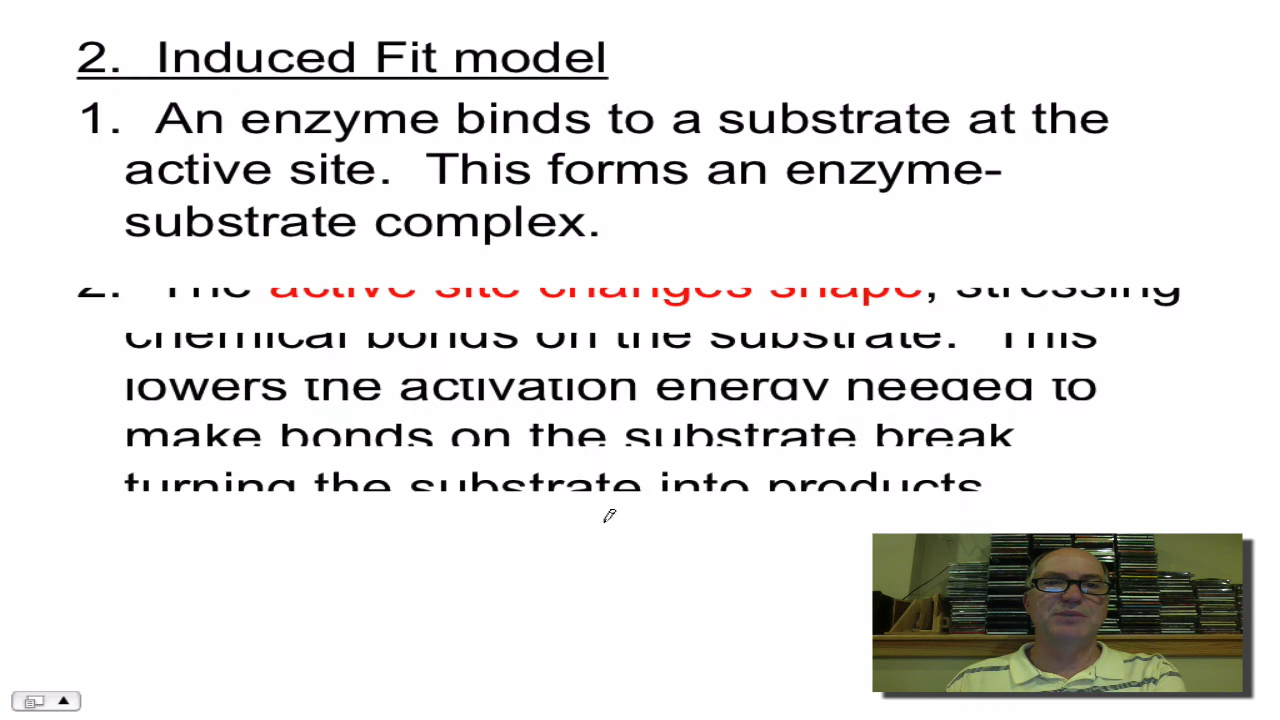 2. Induced Fit model
1. An enzyme binds to a substrate at the
active site. This forms an enzyme-
substrate complex.
2. The active site changes shape, stressing
chemical bonds on the substrate. This
lowers the activation energy needed to
make bonds on the substrate break
turning the substrate into products